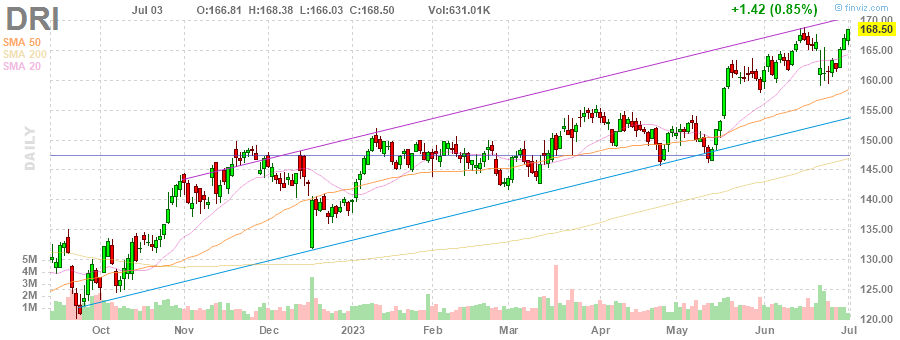 DRI Jul 03 O:166.81 H:168.38 L:166.03 C:168.50 Vol:631.01K +1.42 (0.85%) © finviz.com
SMA 50
SMA 200
SMA 20
DAILY
170.00
168.50
165.00
160.00
155.00
150.00
145.00
140.00
135.00
130.00
125.00
120.00
5M
4M
3M
2M
1M
Oct Nov Dec 2023 Feb Mar Apr May Jun Jul